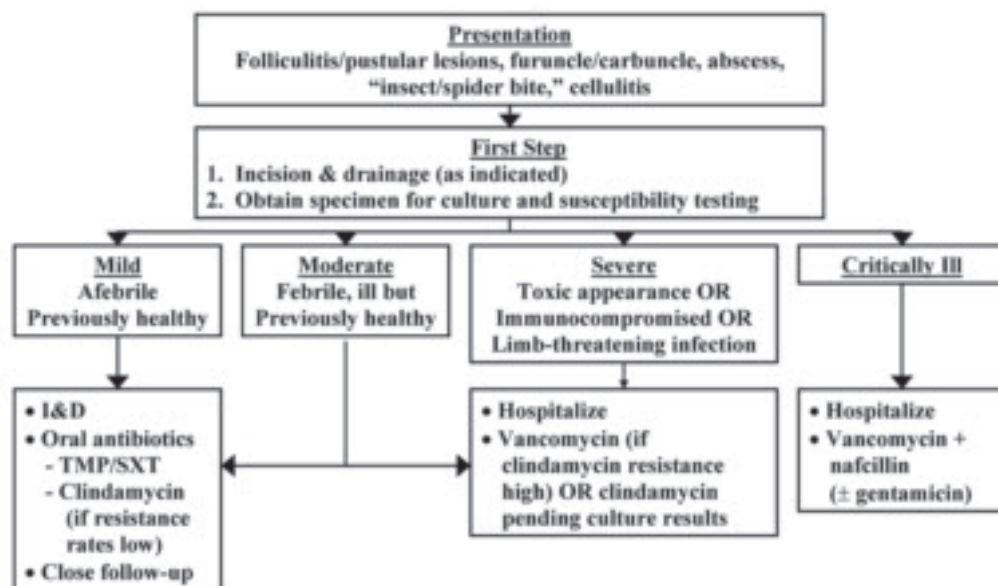 Presentation
Folliculitis/pustular lesions, furuncle/carbuncle, abscess,
“insect/spider bite,” cellulitis
First Step
1. Incision & drainage (as indicated)
2. Obtain specimen for culture and susceptibility testing
Mild
Afebrile
Previously healthy
Moderate
Febrile, ill but
Previously healthy
Severe
Toxic appearance OR
Immunocompromised OR
Limb-threatening infection
Critically Ill
• I&D
• Oral antibiotics
- TMP/SXT
- Clindamycin
(if resistance
rates low)
• Close follow-up
• Hospitalize
• Vancomycin (if
clindamycin resistance
high) OR clindamycin
pending culture results
• Hospitalize
• Vancomycin +
nafcillin
(± gentamicin)